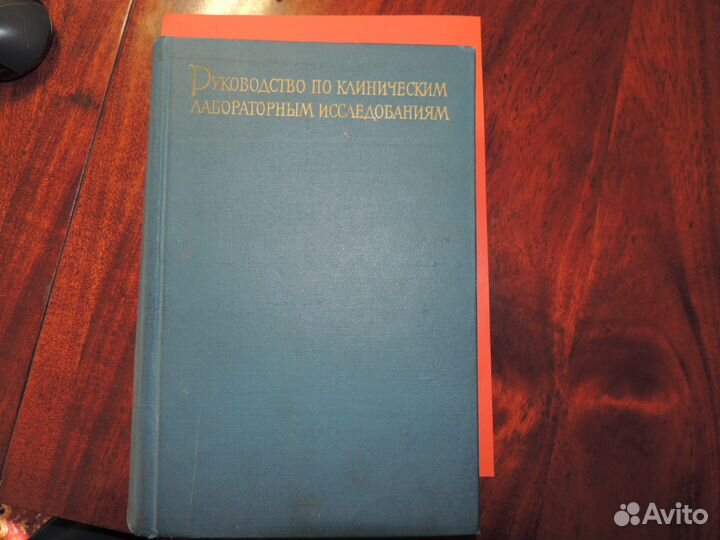 Руководство по клиническим
лабораторным исследованиям
Avito